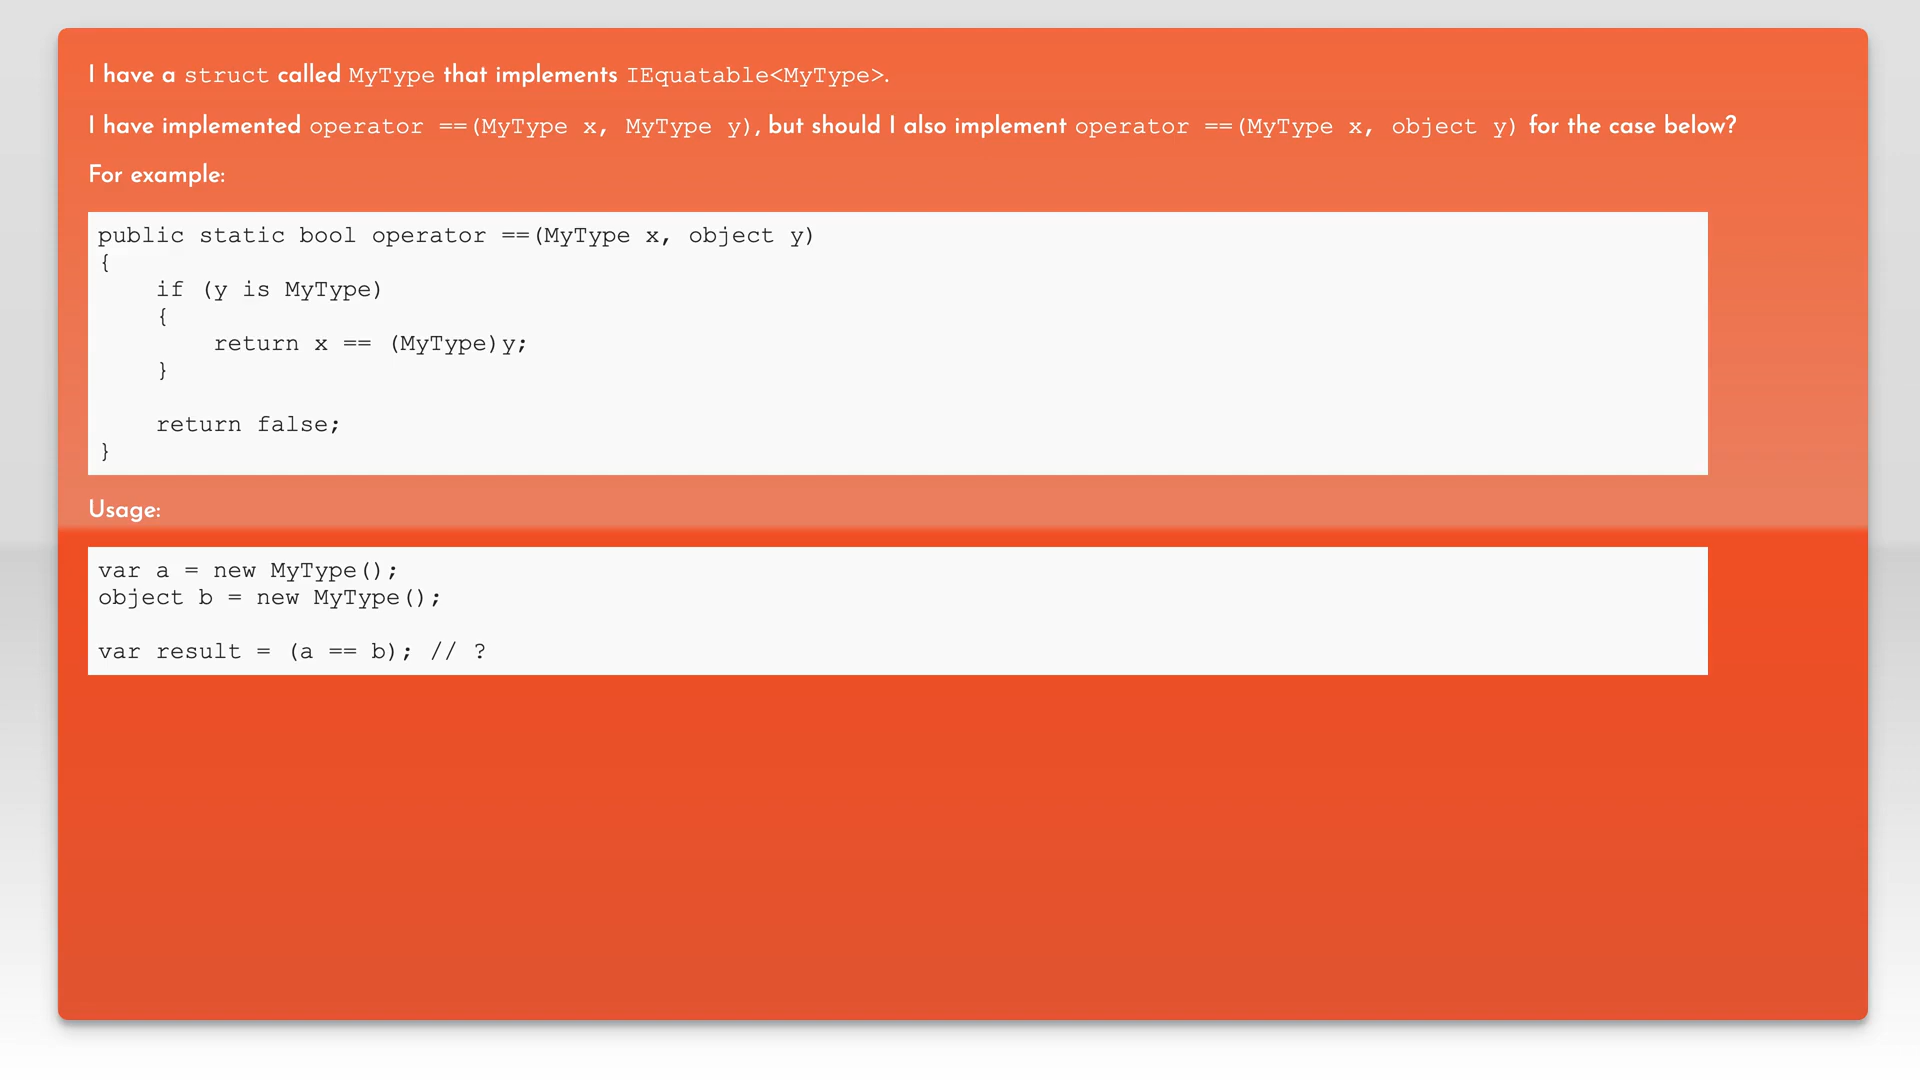 I have a struct called MyType that implements IEquatable<MyType>.
I have implemented operator ==(MyType x, MyType y), but should I also implement operator ==(MyType x, object y) for the case below?
For example:
public static bool operator ==(MyType x, object y)
{
    if (y is MyType)
    {
        return x == (MyType)y;
    }
    return false;
}
Usage:
var a = new MyType();
object b = new MyType();
var result = (a == b); // ?